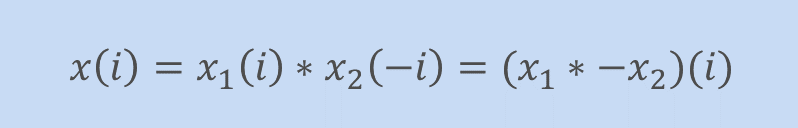 x(i) = x₁(i) ∗ x₂(−i) = (x₁ ∗ −x₂)(i)